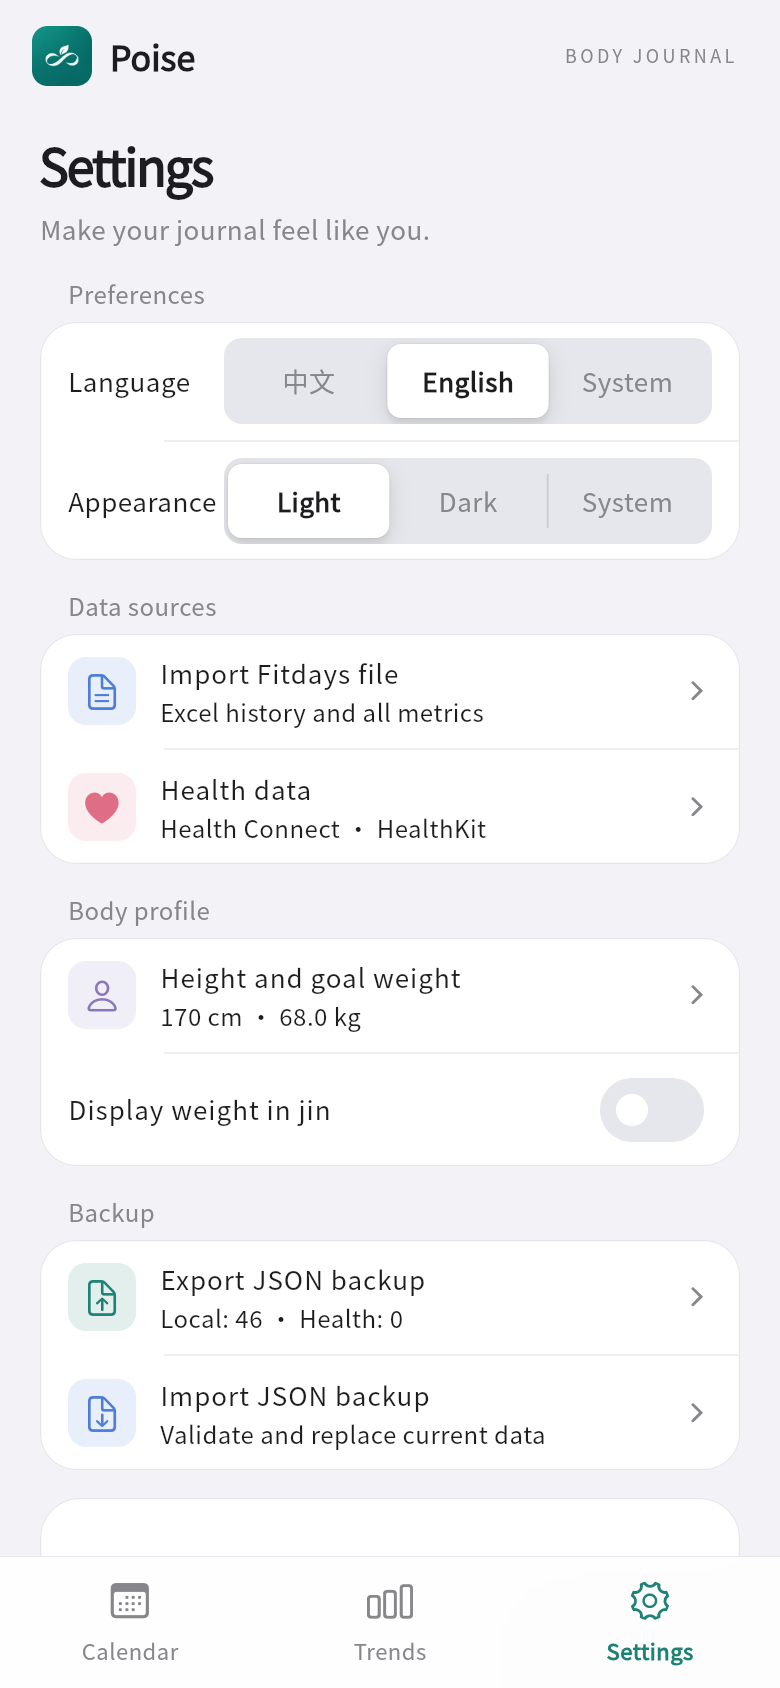 Poise
BODY JOURNAL
Settings
Make your journal feel like you.
Preferences
Language 中文 English System
Appearance Light Dark System
Data sources
Import Fitdays file
Excel history and all metrics
Health data
Health Connect • HealthKit
Body profile
Height and goal weight
170 cm • 68.0 kg
Display weight in jin
Backup
Export JSON backup
Local: 46 • Health: 0
Import JSON backup
Validate and replace current data
Calendar Trends Settings